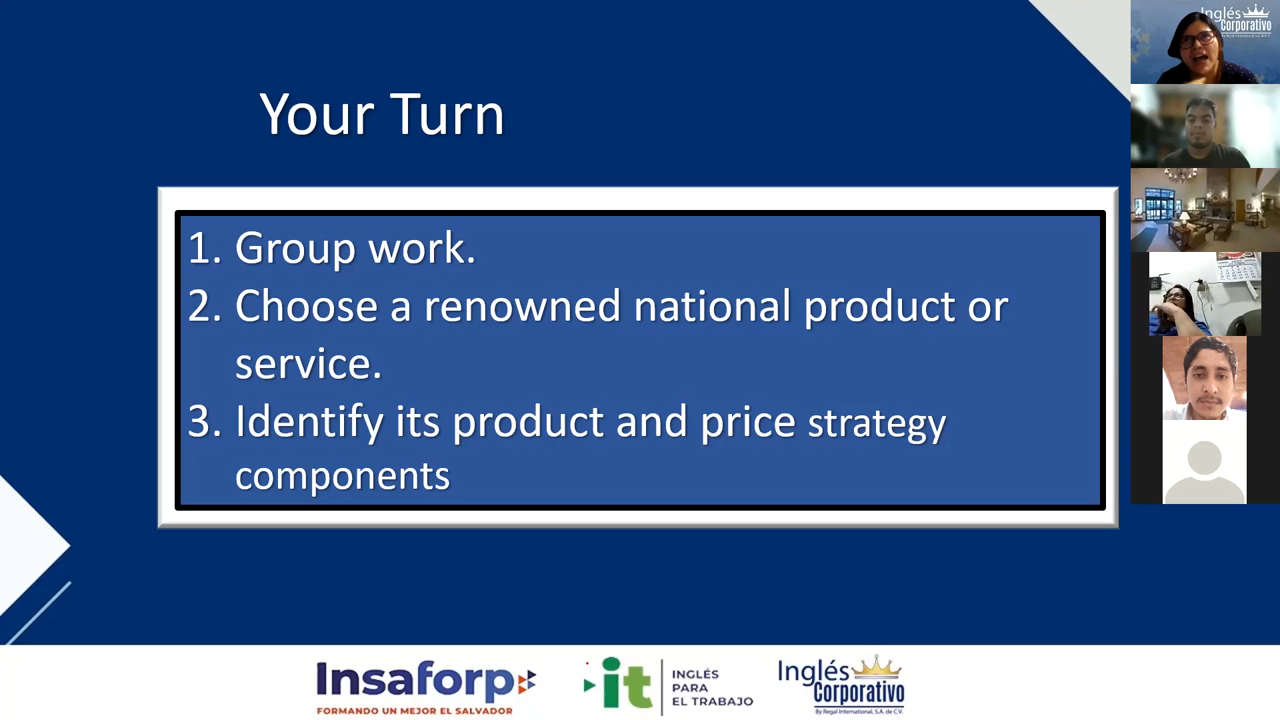 Your Turn
1. Group work.
2. Choose a renowned national product or
service.
3. Identify its product and price strategy
components
Insaforp
FORMANDO UN MEJOR EL SALVADOR
it
INGLÉS
PARA
EL TRABAJO
Inglés
Corporativo
By Regal International, S.A. de C.V.
Inglés
Corporativo